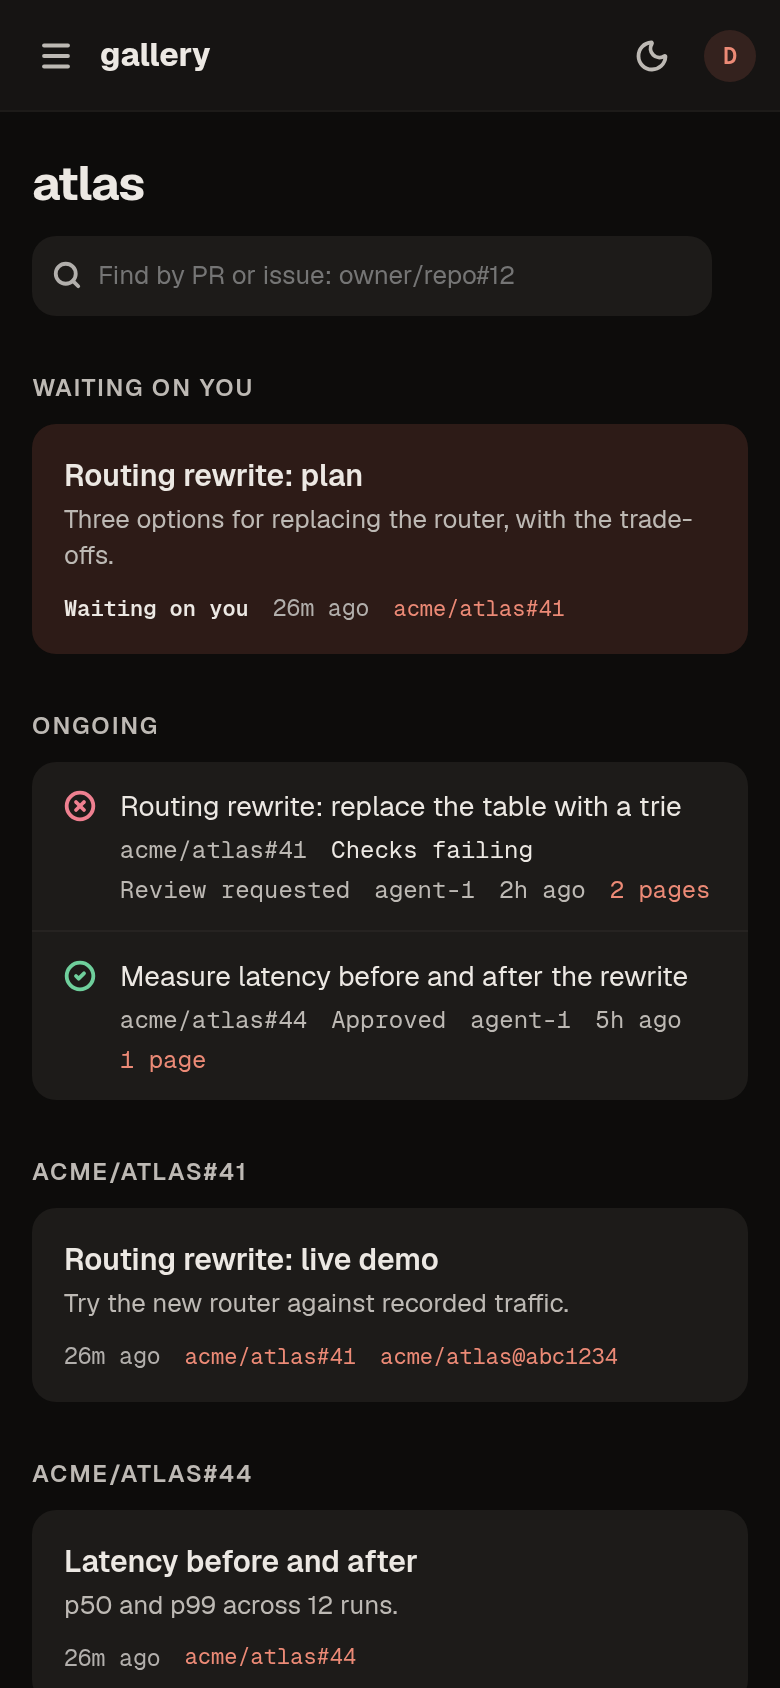 gallery
D
atlas
Find by PR or issue: owner/repo#12
WAITING ON YOU
Routing rewrite: plan
Three options for replacing the router, with the trade-
offs.
Waiting on you 26m ago acme/atlas#41
ONGOING
Routing rewrite: replace the table with a trie
acme/atlas#41 Checks failing
Review requested agent-1 2h ago 2 pages
Measure latency before and after the rewrite
acme/atlas#44 Approved agent-1 5h ago
1 page
ACME/ATLAS#41
Routing rewrite: live demo
Try the new router against recorded traffic.
26m ago acme/atlas#41 acme/atlas@abc1234
ACME/ATLAS#44
Latency before and after
p50 and p99 across 12 runs.
26m ago acme/atlas#44